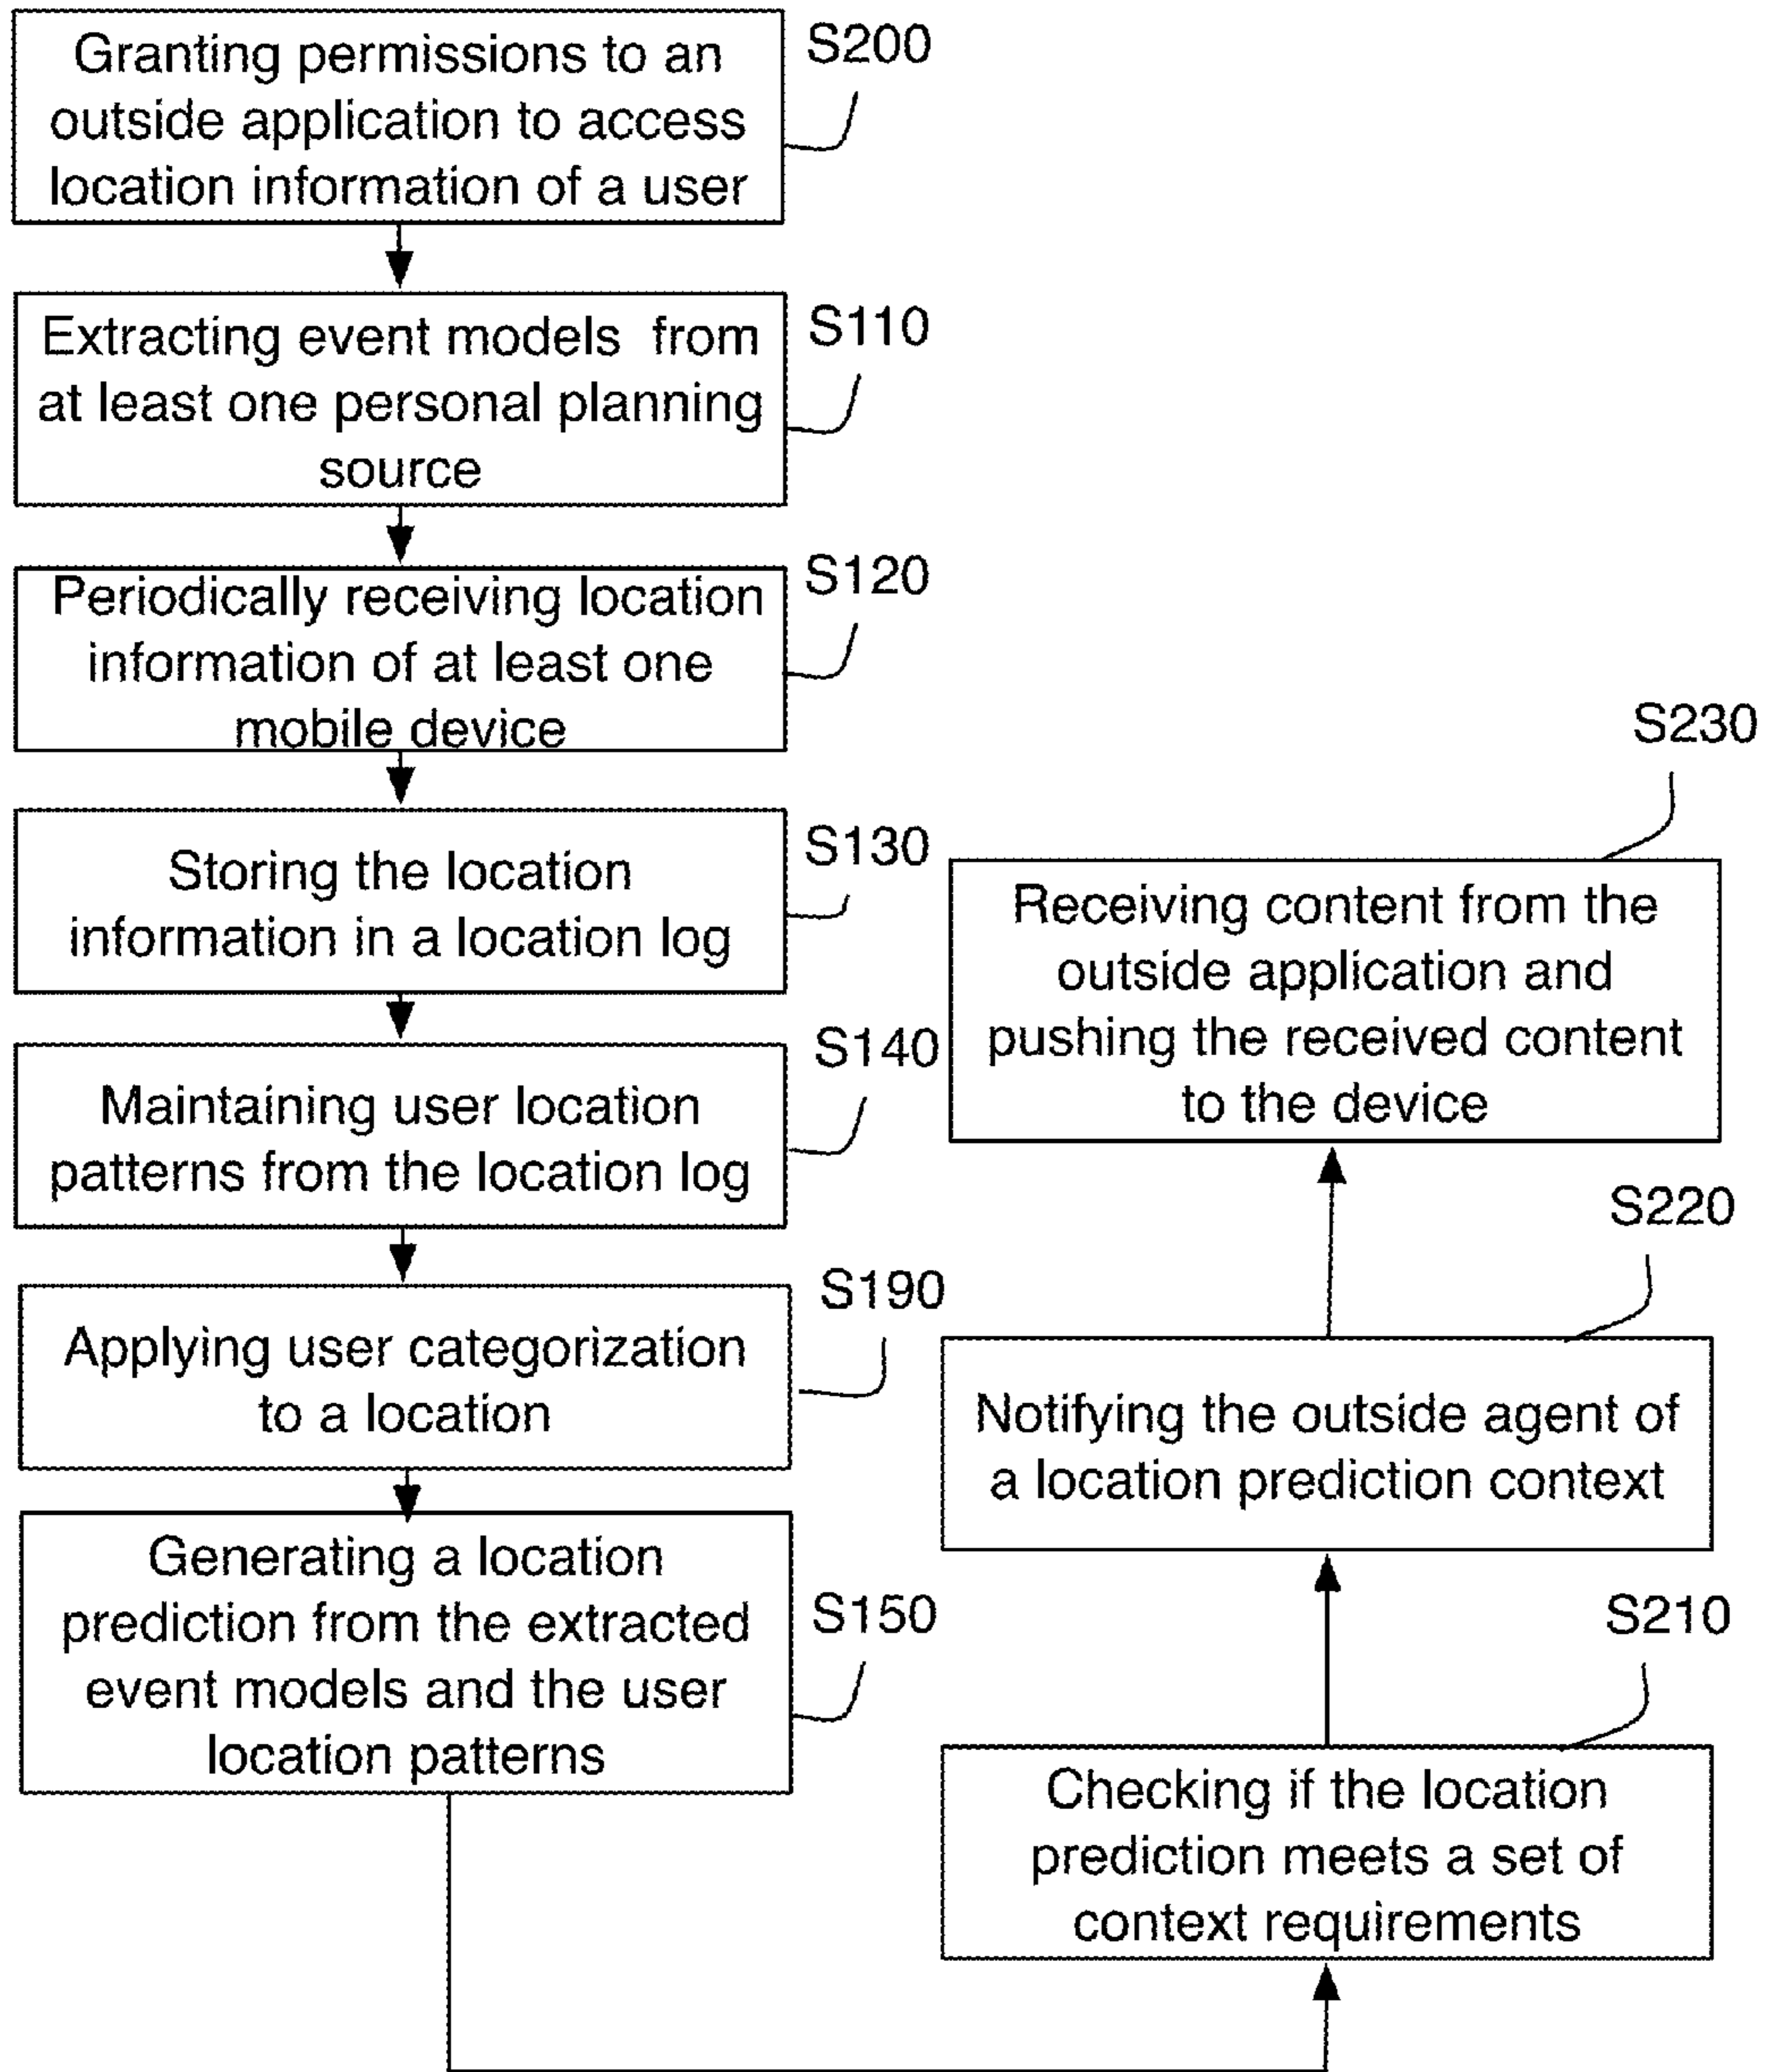 Granting permissions to an
outside application to access
location information of a user
S200
Extracting event models from
at least one personal planning
source
S110
Periodically receiving location
information of at least one
mobile device
S120
Storing the location
information in a location log
S130
Maintaining user location
patterns from the location log
S140
Applying user categorization
to a location
S190
Generating a location
prediction from the extracted
event models and the user
location patterns
S150
Checking if the location
prediction meets a set of
context requirements
S210
Notifying the outside agent of
a location prediction context
S220
Receiving content from the
outside application and
pushing the received content
to the device
S230